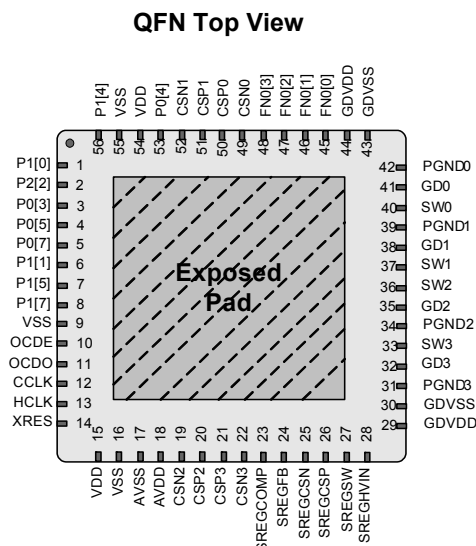 QFN Top View
P1[4]
VSS
VDD
P0[4]
CSN1
CSP1
CSP0
CSN0
FN0[3]
FN0[2]
FN0[1]
FN0[0]
GDVDD
GDVSS
56
55
54
53
52
51
50
49
48
47
46
45
44
43
P1[0] 1
P2[2] 2
P0[3] 3
P0[5] 4
P0[7] 5
P1[1] 6
P1[5] 7
P1[7] 8
VSS 9
OCDE 10
OCDO 11
CCLK 12
HCLK 13
XRES 14
Exposed
Pad
42 PGND0
41 GD0
40 SW0
39 PGND1
38 GD1
37 SW1
36 SW2
35 GD2
34 PGND2
33 SW3
32 GD3
31 PGND3
30 GDVSS
29 GDVDD
15
16
17
18
19
20
21
22
23
24
25
26
27
28
VDD
VSS
AVSS
AVDD
CSN2
CSP2
CSP3
CSN3
SREGCOMP
SREGFB
SREGCSN
SREGCSP
SREGSW
SREGHVIN